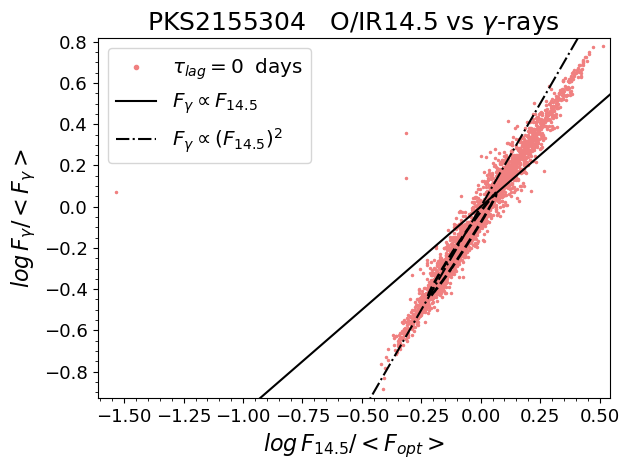 PKS2155304 O/IR14.5 vs γ-rays
τ_lag = 0 days
F_γ ∝ F_14.5
F_γ ∝ (F_14.5)^2
log F_γ / < F_γ >
0.8
0.6
0.4
0.2
0.0
−0.2
−0.4
−0.6
−0.8
−1.50 −1.25 −1.00 −0.75 −0.50 −0.25 0.00 0.25 0.50
log F_14.5 / < F_opt >